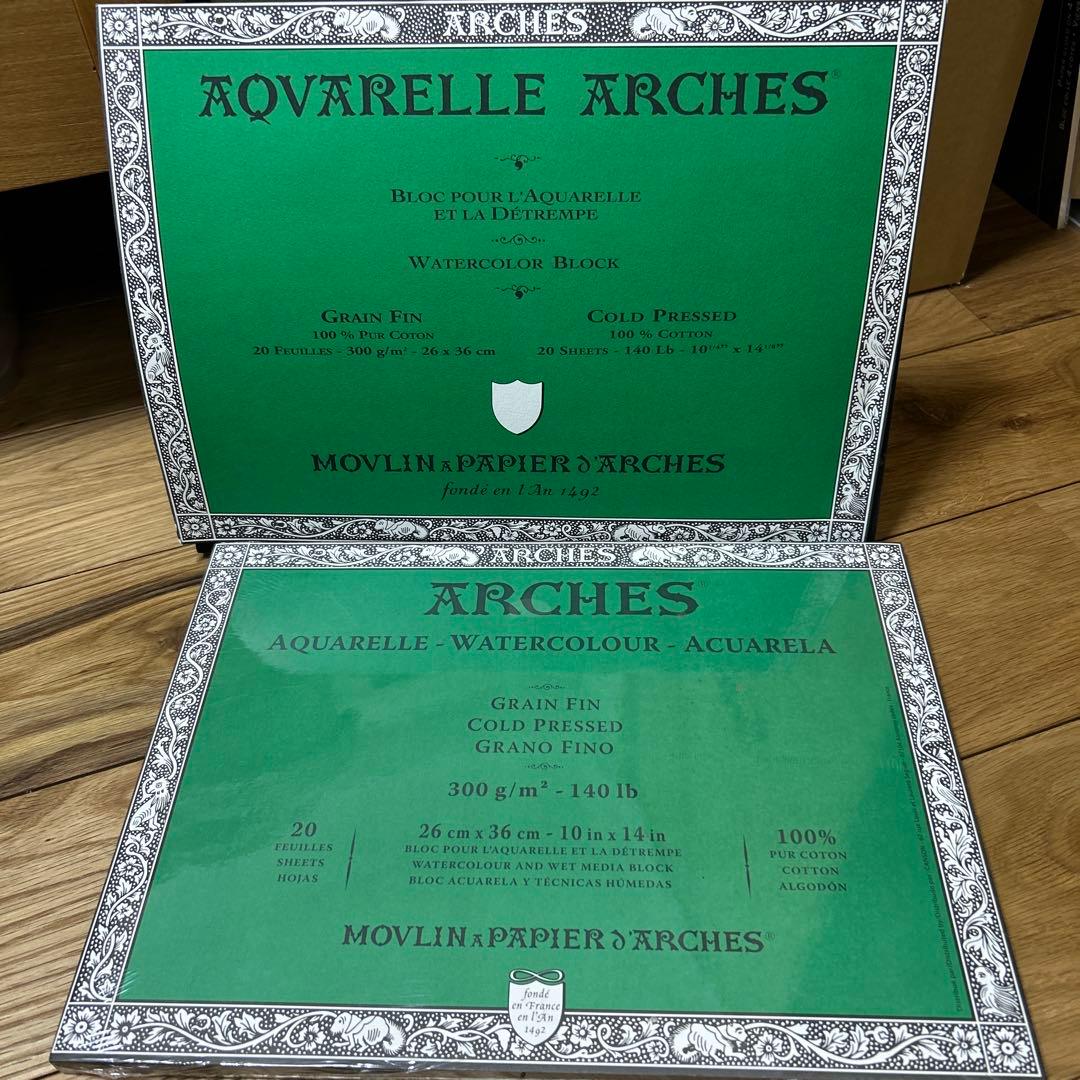 ARCHES
AQVARELLE ARCHES®
BLOC POUR L'AQUARELLE
ET LA DÉTREMPE
WATERCOLOR BLOCK
GRAIN FIN
100 % PUR COTON
20 FEUILLES - 300 g/m² - 26 x 36 cm
COLD PRESSED
100 % COTTON
20 SHEETS - 140 LB - 10¹/⁴" x 14¹/⁸"
MOVLIN A PAPIER D'ARCHES
fondé en l'An 1492
ARCHES
ARCHES®
AQUARELLE - WATERCOLOUR - ACUARELA
GRAIN FIN
COLD PRESSED
GRANO FINO
300 g/m² - 140 lb
20
FEUILLES
SHEETS
HOJAS
26 cm x 36 cm - 10 in x 14 in
BLOC POUR L'AQUARELLE ET LA DÉTREMPE
WATERCOLOUR AND WET MEDIA BLOCK
BLOC ACUARELA Y TÉCNICAS HÚMEDAS
100%
PUR COTON
COTTON
ALGODÓN
MOVLIN A PAPIER D'ARCHES®
fondé
en France
en l'An
1492